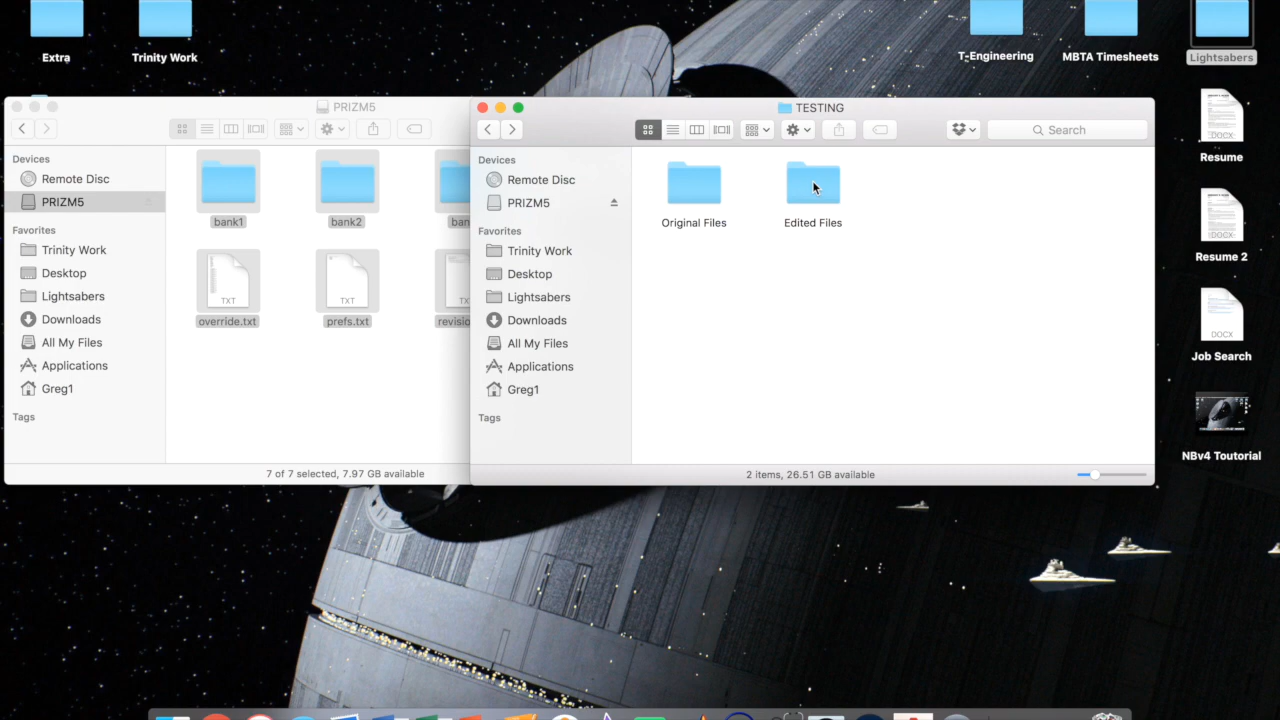 Extra
Trinity Work
T-Engineering
MBTA Timesheets
Lightsabers
PRIZM5
Devices
Remote Disc
PRIZM5
Favorites
Trinity Work
Desktop
Lightsabers
Downloads
All My Files
Applications
Greg1
Tags
bank1
bank2
ban
TXT
TXT
TX
override.txt
prefs.txt
revisio
7 of 7 selected, 7.97 GB available
TESTING
Search
Devices
Remote Disc
PRIZM5
Favorites
Trinity Work
Desktop
Lightsabers
Downloads
All My Files
Applications
Greg1
Tags
Original Files
Edited Files
2 items, 26.51 GB available
DOCX
Resume
DOCX
Resume 2
DOCX
Job Search
NBv4 Toutorial